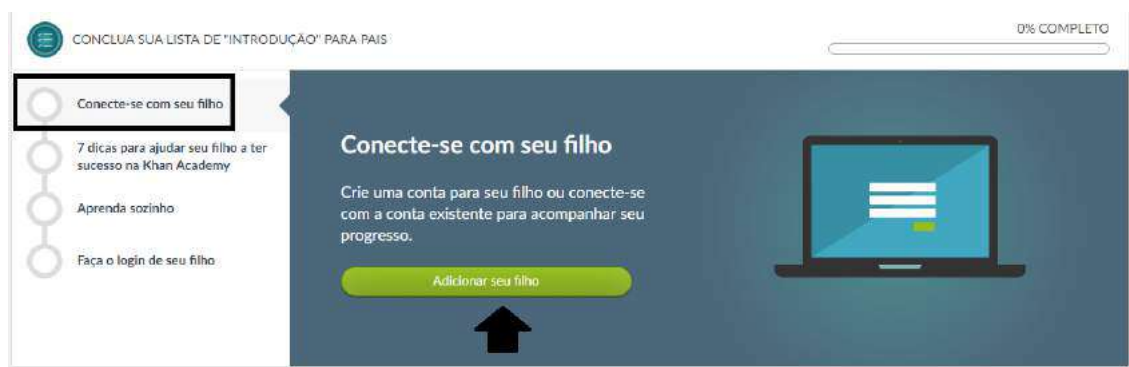 CONCLUA SUA LISTA DE "INTRODUÇÃO" PARA PAIS
0% COMPLETO
Conecte-se com seu filho
7 dicas para ajudar seu filho a ter
sucesso na Khan Academy
Aprenda sozinho
Faça o login de seu filho
Conecte-se com seu filho
Crie uma conta para seu filho ou conecte-se
com a conta existente para acompanhar seu
progresso.
Adicionar seu filho